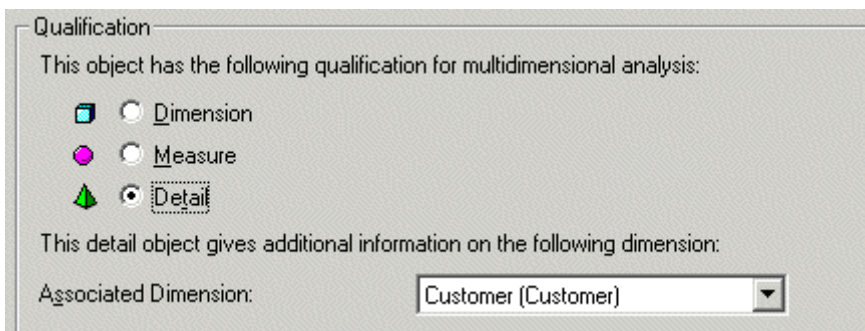 Qualification
This object has the following qualification for multidimensional analysis:
Dimension
Measure
Detail
This detail object gives additional information on the following dimension:
Associated Dimension: Customer (Customer)